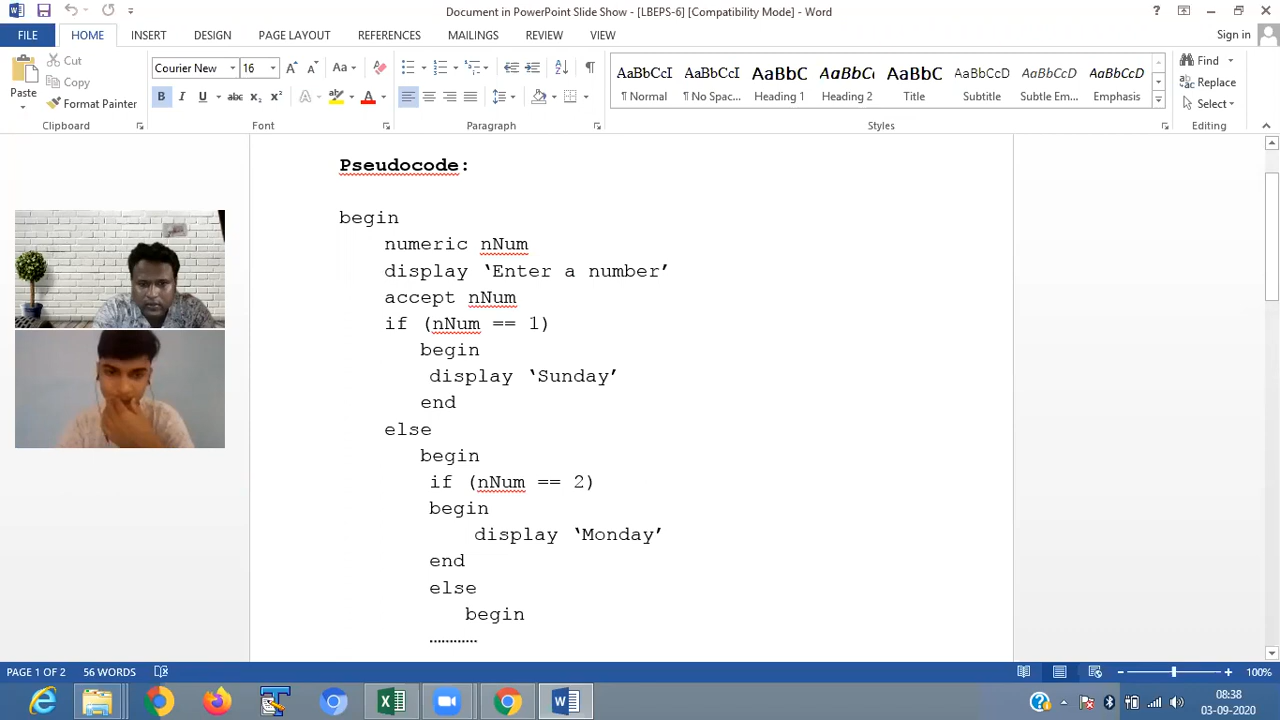 Document in PowerPoint Slide Show - [LBEPS-6] [Compatibility Mode] - Word
FILE HOME INSERT DESIGN PAGE LAYOUT REFERENCES MAILINGS REVIEW VIEW Sign in
Paste
Cut
Copy
Format Painter
Clipboard
Courier New 16
Font
Paragraph
AaBbCcI AaBbCcI AaBbC AaBbC AaBbC AaBbCcD AaBbCcD AaBbCcD
¶ Normal ¶ No Spac... Heading 1 Heading 2 Title Subtitle Subtle Em... Emphasis
Styles
Find
Replace
Select
Editing
Pseudocode:
begin
numeric nNum
display ‘Enter a number’
accept nNum
if (nNum == 1)
begin
display ‘Sunday’
end
else
begin
if (nNum == 2)
begin
display ‘Monday’
end
else
begin
…………
PAGE 1 OF 2 56 WORDS 100%
08:38
03-09-2020